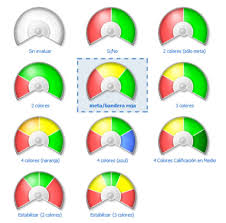 Sin evaluar
Si/No
2 colores (sólo meta)
2 colores
meta/bandera roja
3 colores
4 colores (naranja)
4 colores (azul)
4 Colores Calificación en Medio
Estabilizar (2 colores)
Estabilizar (3 colores)